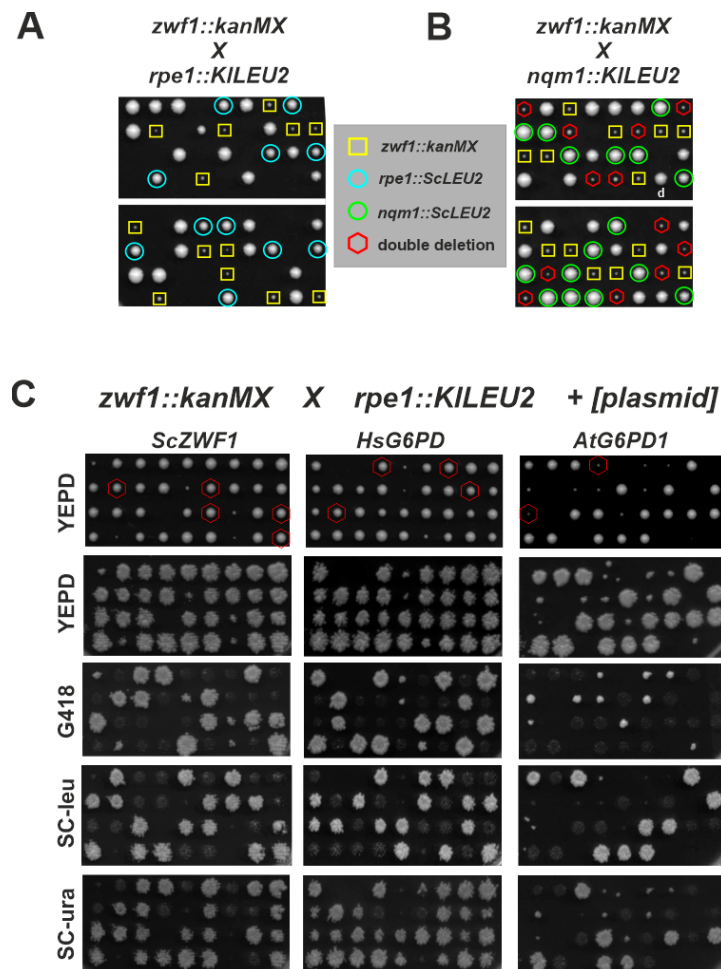 A
zwf1::kanMX
X
rpe1::KlLEU2
B
zwf1::kanMX
X
nqm1::KlLEU2
zwf1::kanMX
rpe1::ScLEU2
nqm1::ScLEU2
double deletion
d
C
zwf1::kanMX X rpe1::KlLEU2 + [plasmid]
ScZWF1 HsG6PD AtG6PD1
YEPD
YEPD
G418
SC-leu
SC-ura